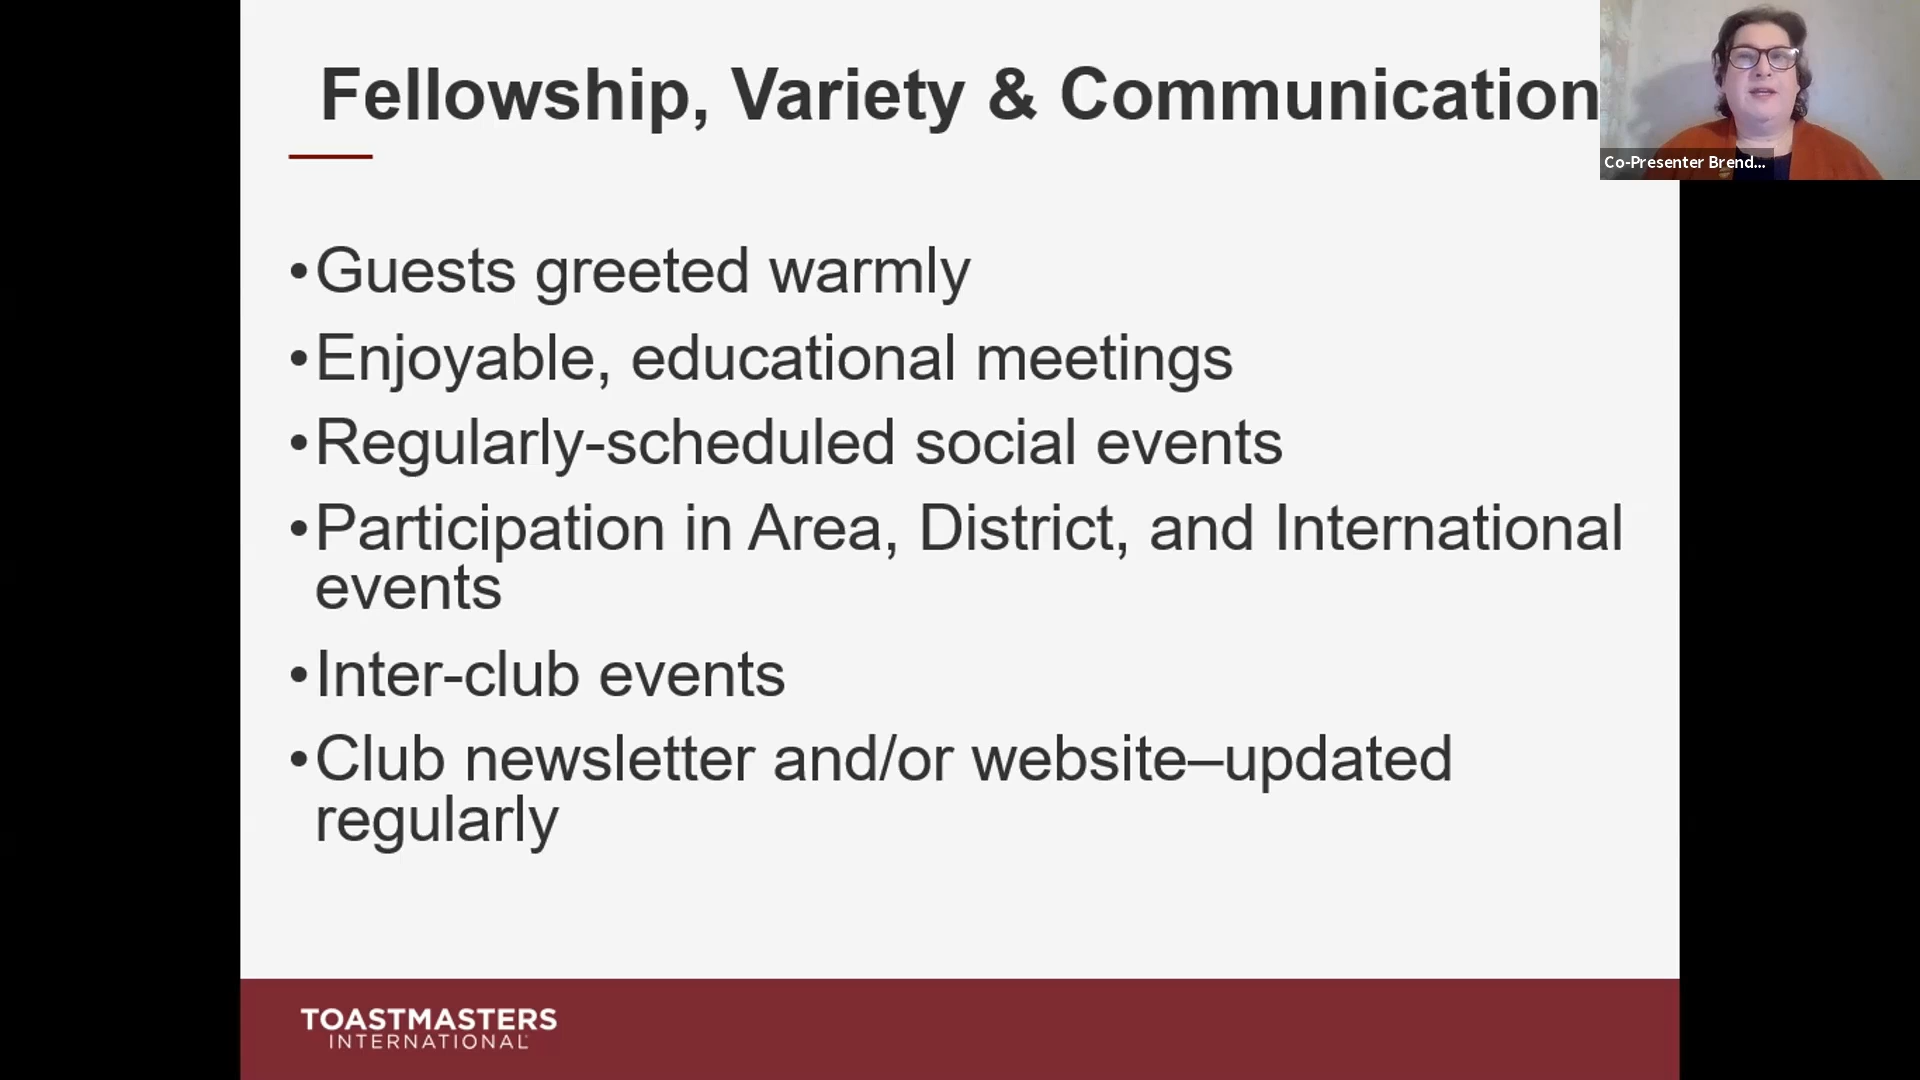 Fellowship, Variety & Communication
Co-Presenter Brend...
•Guests greeted warmly
•Enjoyable, educational meetings
•Regularly-scheduled social events
•Participation in Area, District, and International
events
•Inter-club events
•Club newsletter and/or website–updated
regularly
TOASTMASTERS
INTERNATIONAL